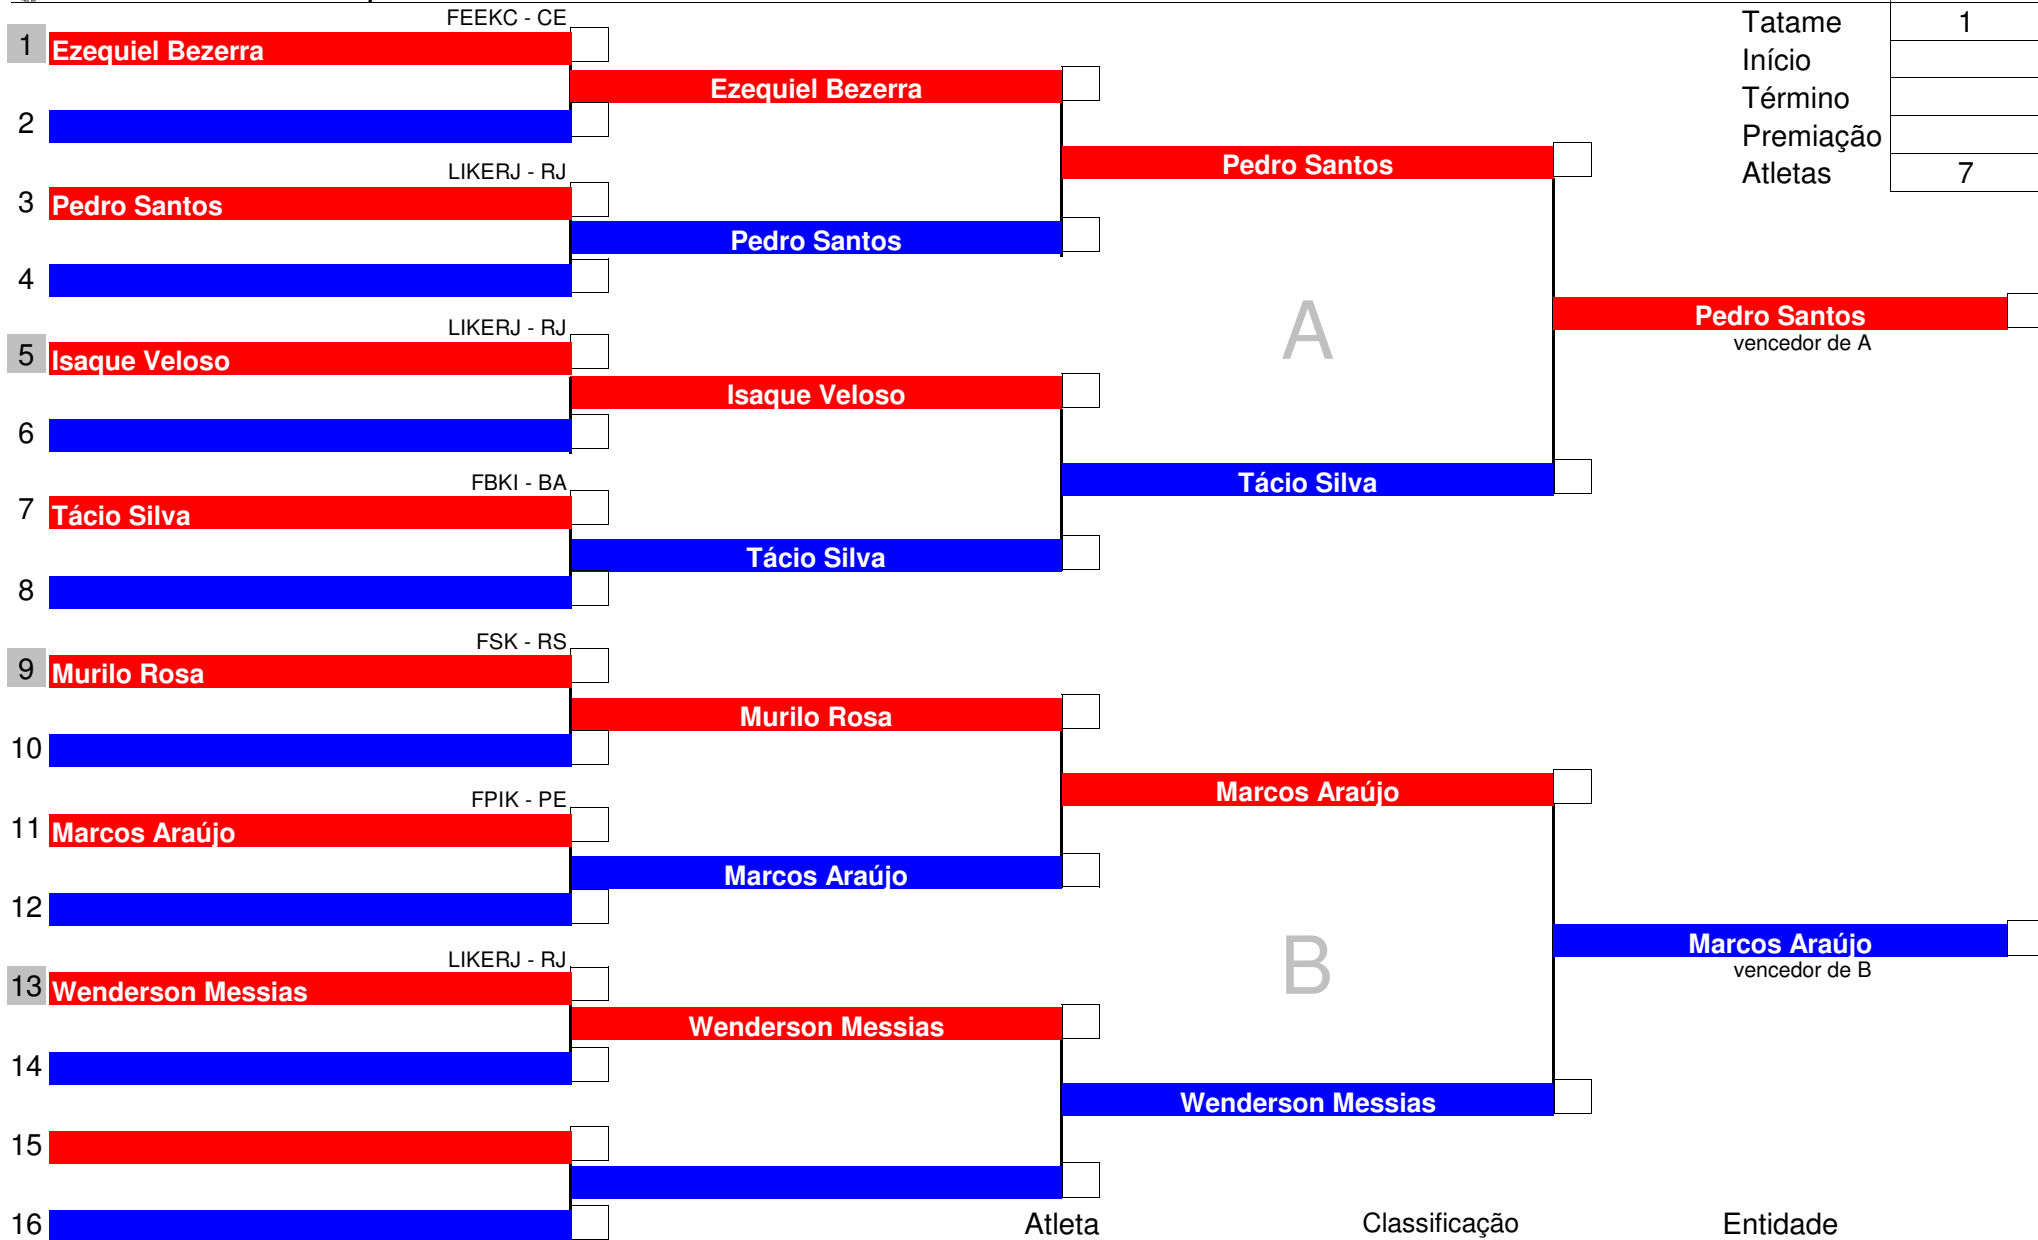 FEEKC - CE
Tatame 1
1 Ezequiel Bezerra
Início
Ezequiel Bezerra
Término
2
Premiação
Pedro Santos
LIKERJ - RJ
Atletas 7
3 Pedro Santos
Pedro Santos
4
A
Pedro Santos
LIKERJ - RJ
vencedor de A
5 Isaque Veloso
Isaque Veloso
6
FBKI - BA
Tácio Silva
7 Tácio Silva
Tácio Silva
8
FSK - RS
9 Murilo Rosa
Murilo Rosa
10
Marcos Araújo
FPIK - PE
11 Marcos Araújo
Marcos Araújo
12
Marcos Araújo
LIKERJ - RJ
B
vencedor de B
13 Wenderson Messias
Wenderson Messias
14
Wenderson Messias
15
16
Atleta Classificação Entidade